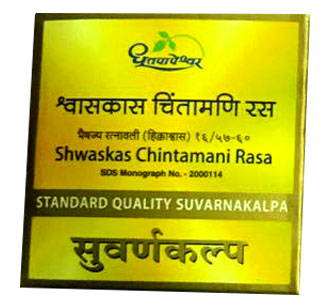 धूतपापेश्वर
श्वासकास चिंतामणि रस
भैषज्य रत्नावली (हिक्काश्वास) १६/५७-६०
Shwaskas Chintamani Rasa
SDS Monograph No. - 2000114
STANDARD QUALITY SUVARNAKALPA
सुवर्णकल्प